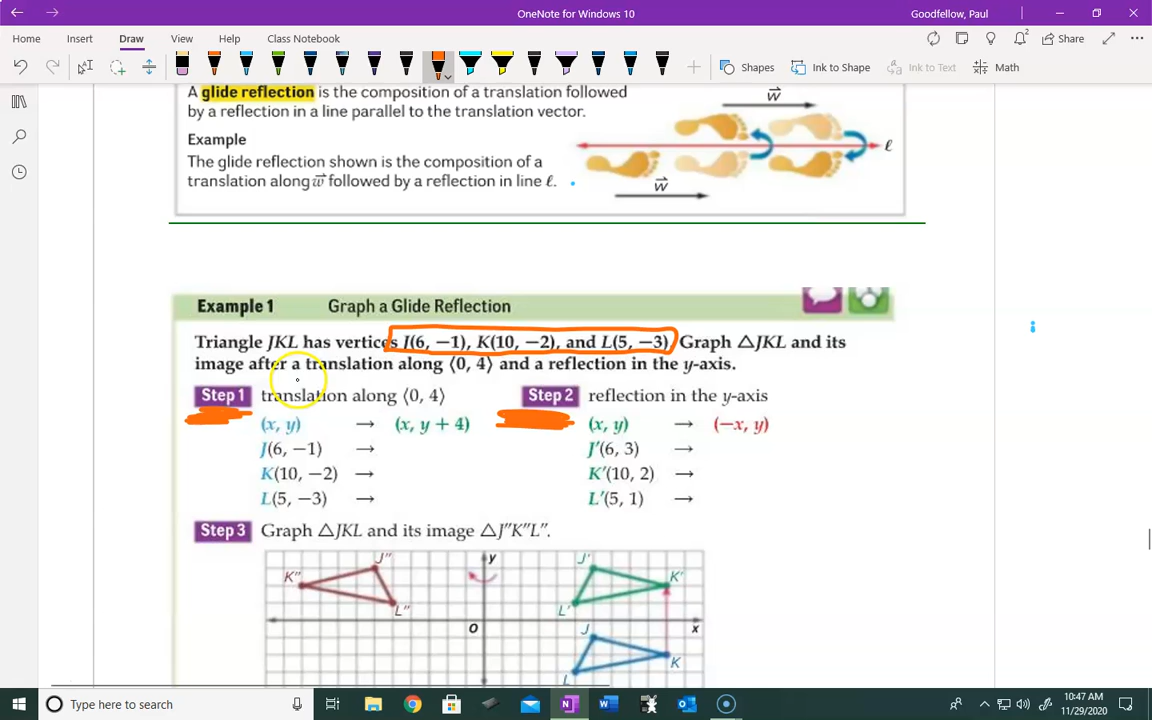 OneNote for Windows 10
Goodfellow, Paul
Home Insert Draw View Help Class Notebook
Share
Shapes Ink to Shape Ink to Text Math
A glide reflection is the composition of a translation followed
by a reflection in a line parallel to the translation vector.
Example
The glide reflection shown is the composition of a
translation along w⃗ followed by a reflection in line ℓ.
w⃗
ℓ
w⃗
Example 1 Graph a Glide Reflection
Triangle JKL has vertices J(6, −1), K(10, −2), and L(5, −3). Graph △JKL and its
image after a translation along ⟨0, 4⟩ and a reflection in the y-axis.
Step 1 translation along ⟨0, 4⟩
(x, y) → (x, y + 4)
J(6, −1) →
K(10, −2) →
L(5, −3) →
Step 2 reflection in the y-axis
(x, y) → (−x, y)
J′(6, 3) →
K′(10, 2) →
L′(5, 1) →
Step 3 Graph △JKL and its image △J″K″L″.
J″ y J′
K″ K′
L″ L′
O J x
K
L
Type here to search
10:47 AM
11/29/2020